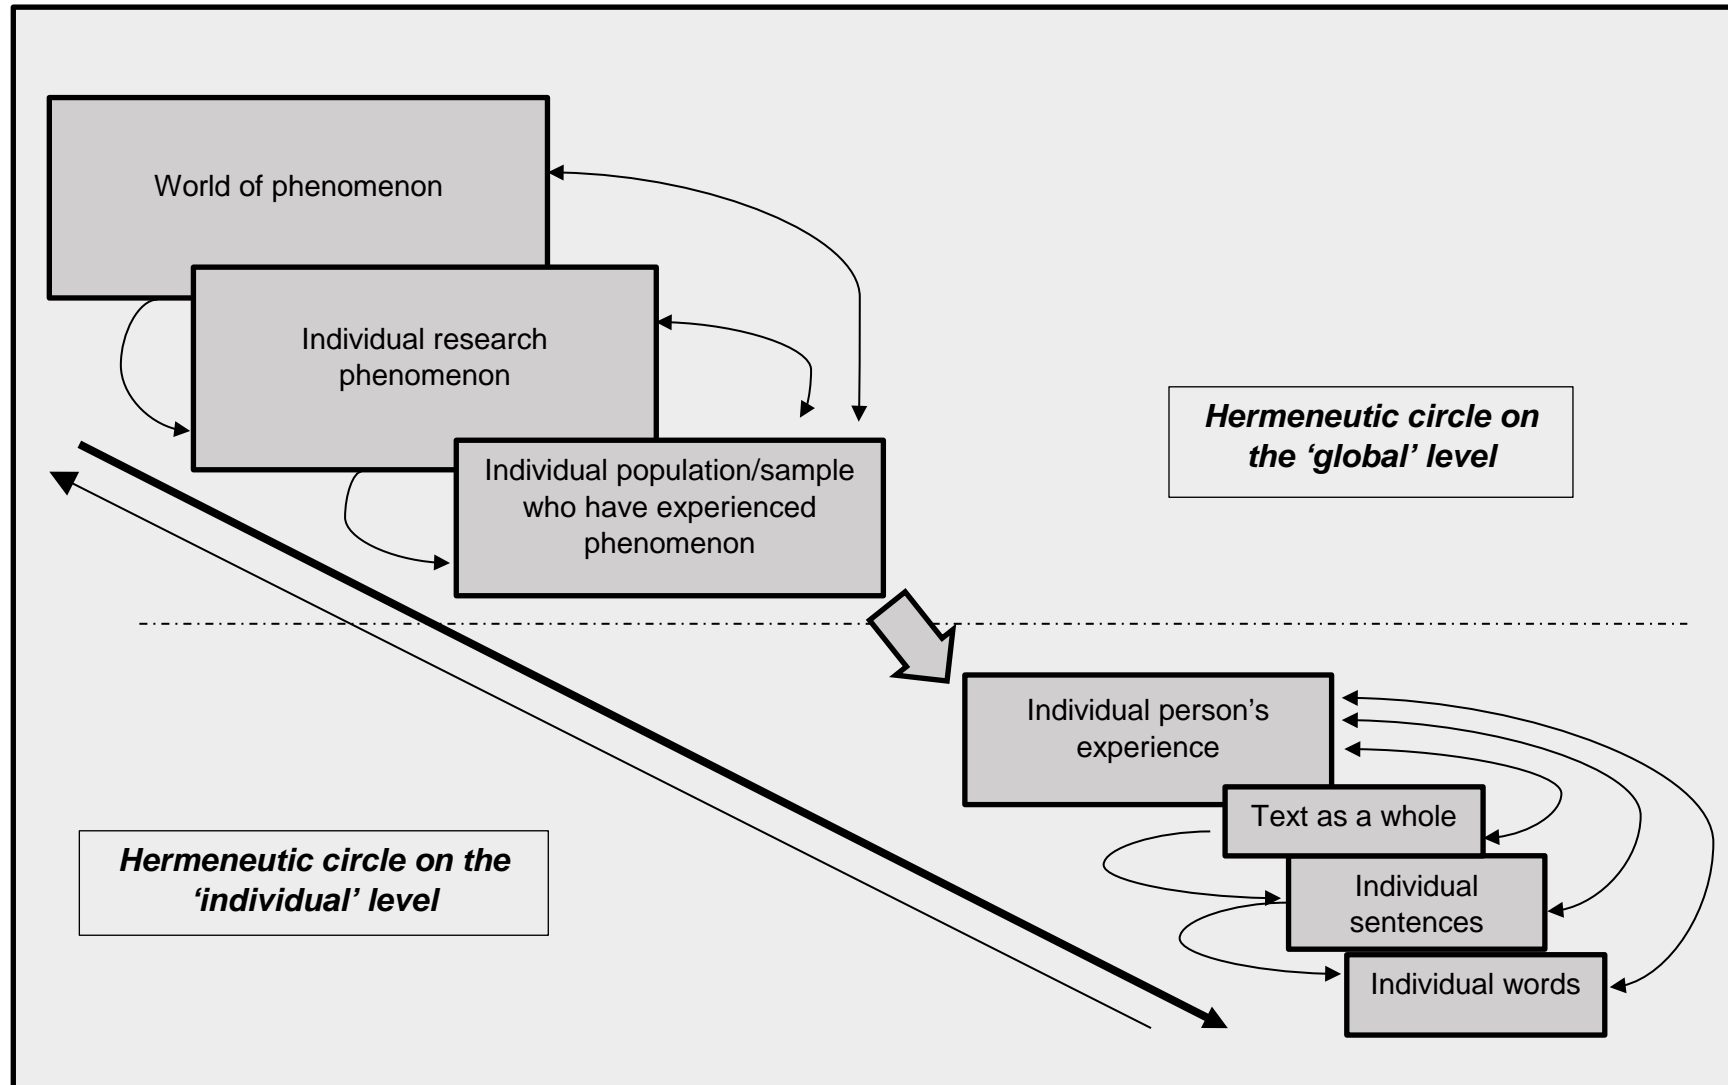 World of phenomenon
Individual research
phenomenon
Hermeneutic circle on
the ‘global’ level
Individual population/sample
who have experienced
phenomenon
Individual person’s
experience
Text as a whole
Hermeneutic circle on the
‘individual’ level
Individual
sentences
Individual words